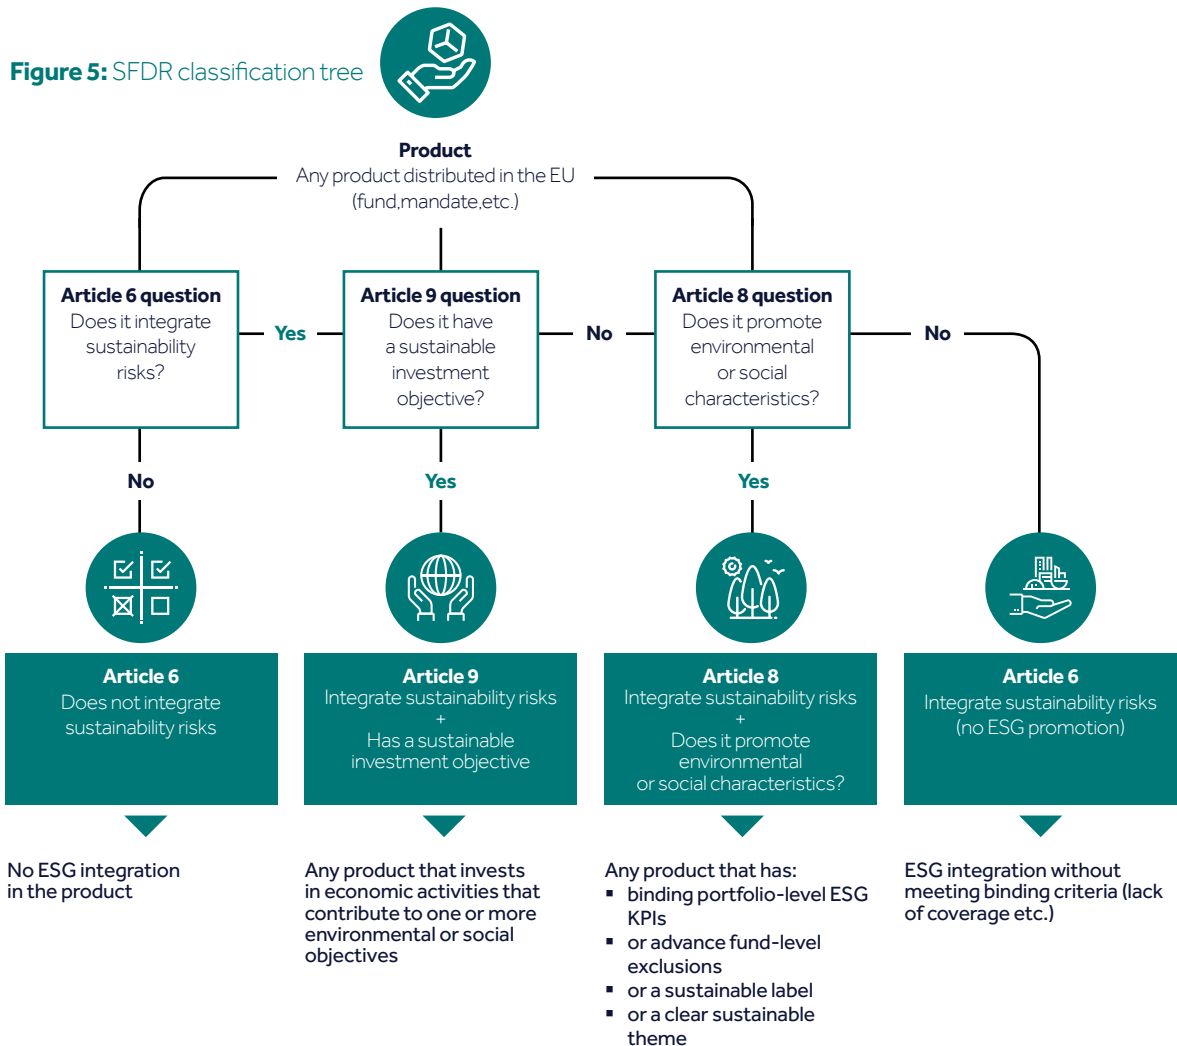 Figure 5: SFDR classification tree
Product
Any product distributed in the EU
(fund,mandate,etc.)
Article 6 question
Does it integrate
sustainability
risks?
Yes
Article 9 question
Does it have
a sustainable
investment
objective?
No
Article 8 question
Does it promote
environmental
or social
characteristics?
No
No
Yes
Yes
Article 6
Does not integrate
sustainability risks
Article 9
Integrate sustainability risks
+
Has a sustainable
investment objective
Article 8
Integrate sustainability risks
+
Does it promote
environmental
or social characteristics?
Article 6
Integrate sustainability risks
(no ESG promotion)
No ESG integration
in the product
Any product that invests
in economic activities that
contribute to one or more
environmental or social
objectives
Any product that has:
▪ binding portfolio-level ESG
KPIs
▪ or advance fund-level
exclusions
▪ or a sustainable label
▪ or a clear sustainable
theme
ESG integration without
meeting binding criteria (lack
of coverage etc.)